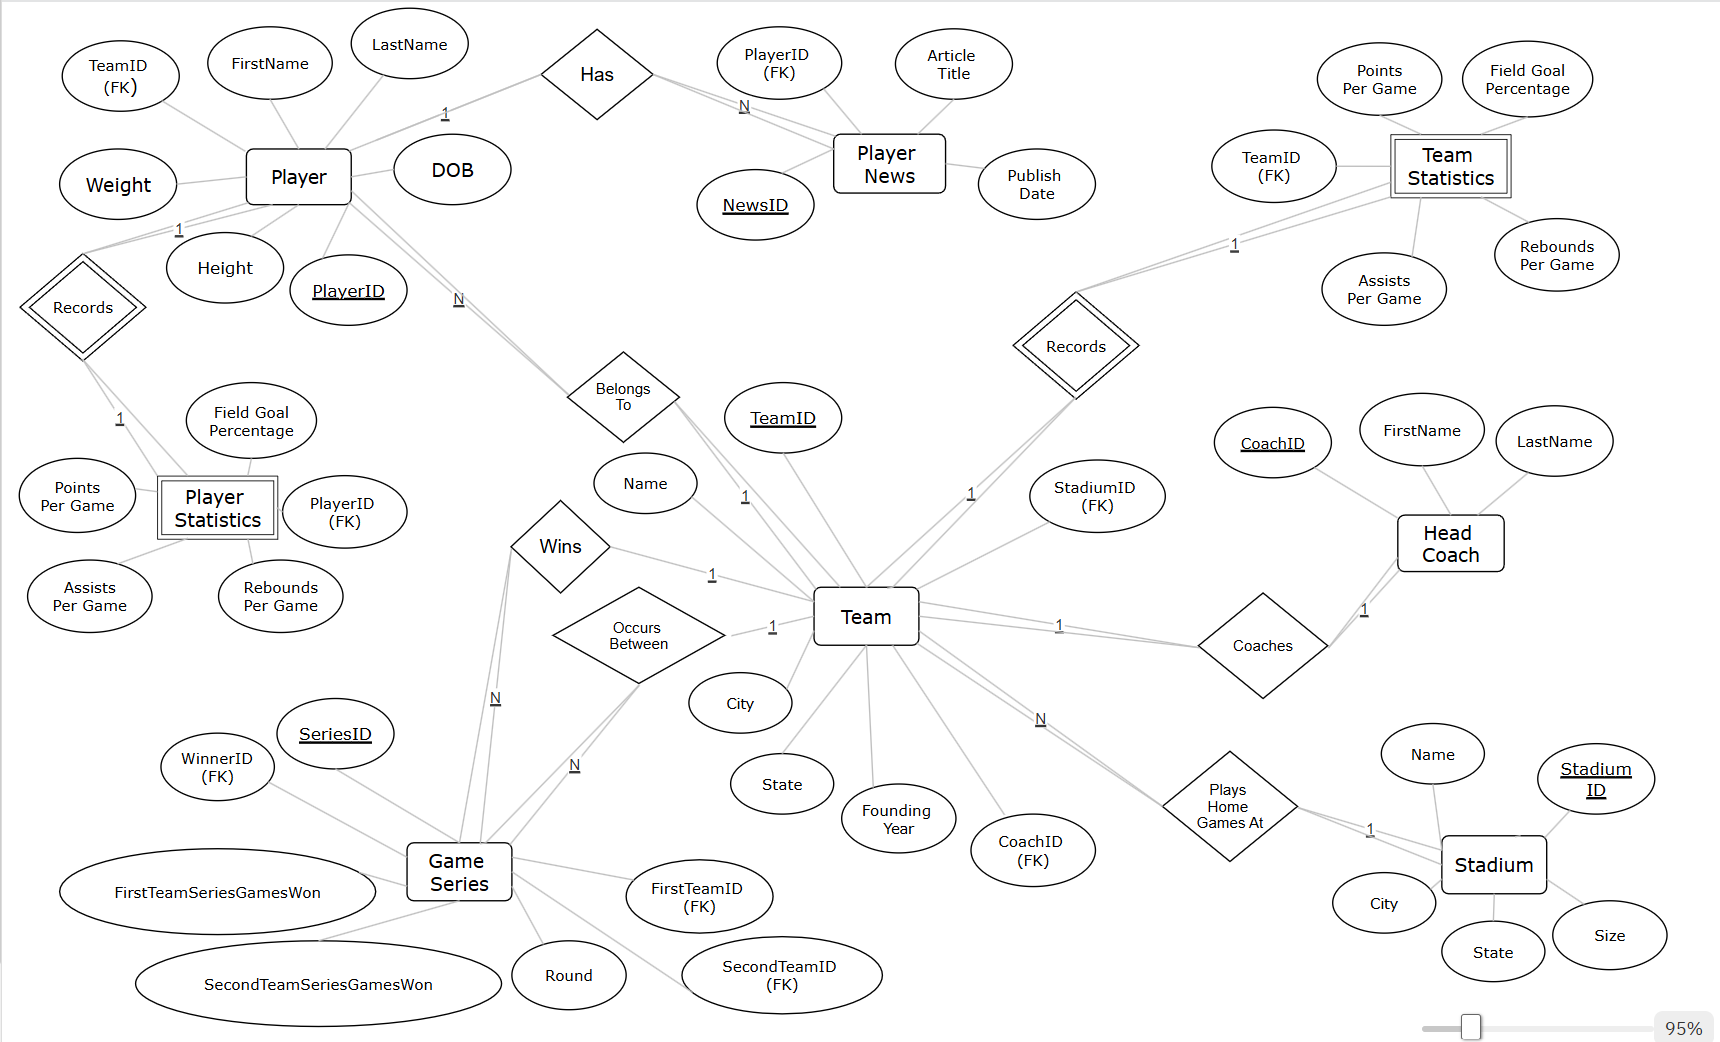 TeamID
(FK)
FirstName
LastName
Has
PlayerID
(FK)
Article
Title
Points
Per Game
Field Goal
Percentage
1
N
Player
DOB
Weight
Player
News
Publish
Date
NewsID
TeamID
(FK)
Team
Statistics
1
Height
PlayerID
N
Records
1
Rebounds
Per Game
Assists
Per Game
Records
Belongs
To
TeamID
1
Field Goal
Percentage
Points
Per Game
Player
Statistics
PlayerID
(FK)
Name
1
1
StadiumID
(FK)
CoachID
FirstName
LastName
Head
Coach
Wins
1
Assists
Per Game
Rebounds
Per Game
Occurs
Between
1
Team
1
1
Coaches
N
City
N
SeriesID
WinnerID
(FK)
N
State
Founding
Year
CoachID
(FK)
Plays
Home
Games At
Name
Stadium
ID
1
Stadium
Game
Series
FirstTeamSeriesGamesWon
FirstTeamID
(FK)
City
State
Size
SecondTeamSeriesGamesWon
Round
SecondTeamID
(FK)
95%